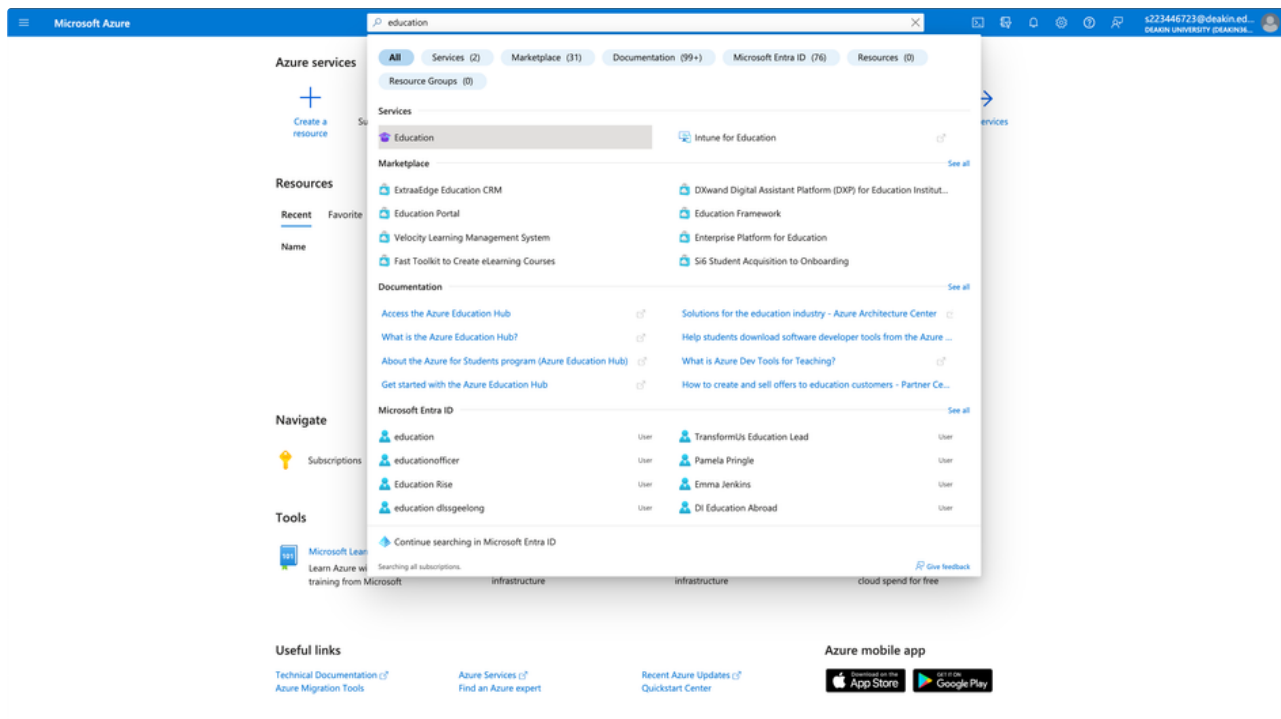 Microsoft Azure
education
s223446723@deakin.ed...
DEAKIN UNIVERSITY (DEAKIN36...
Azure services
All
Services (2)
Marketplace (31)
Documentation (99+)
Microsoft Entra ID (76)
Resources (0)
Resource Groups (0)
Create a
resource
Su
ervices
Services
Education
Intune for Education
Marketplace
See all
Resources
Recent
Favorite
Name
ExtraaEdge Education CRM
DXwand Digital Assistant Platform (DXP) for Education Institut...
Education Portal
Education Framework
Velocity Learning Management System
Enterprise Platform for Education
Fast Toolkit to Create eLearning Courses
Si6 Student Acquisition to Onboarding
Documentation
See all
Access the Azure Education Hub
Solutions for the education industry - Azure Architecture Center
What is the Azure Education Hub?
Help students download software developer tools from the Azure ...
About the Azure for Students program (Azure Education Hub)
What is Azure Dev Tools for Teaching?
Get started with the Azure Education Hub
How to create and sell offers to education customers - Partner Ce...
Microsoft Entra ID
See all
Navigate
Subscriptions
education
User
TransformUs Education Lead
User
educationofficer
User
Pamela Pringle
User
Education Rise
User
Emma Jenkins
User
education dlssgeelong
User
DI Education Abroad
User
Continue searching in Microsoft Entra ID
Searching all subscriptions.
Give feedback
Tools
101
Microsoft Lear
Learn Azure wi
training from Microsoft
infrastructure
infrastructure
cloud spend for free
Useful links
Technical Documentation
Azure Services
Recent Azure Updates
Azure Migration Tools
Find an Azure expert
Quickstart Center
Azure mobile app
Download on the
App Store
GET IT ON
Google Play